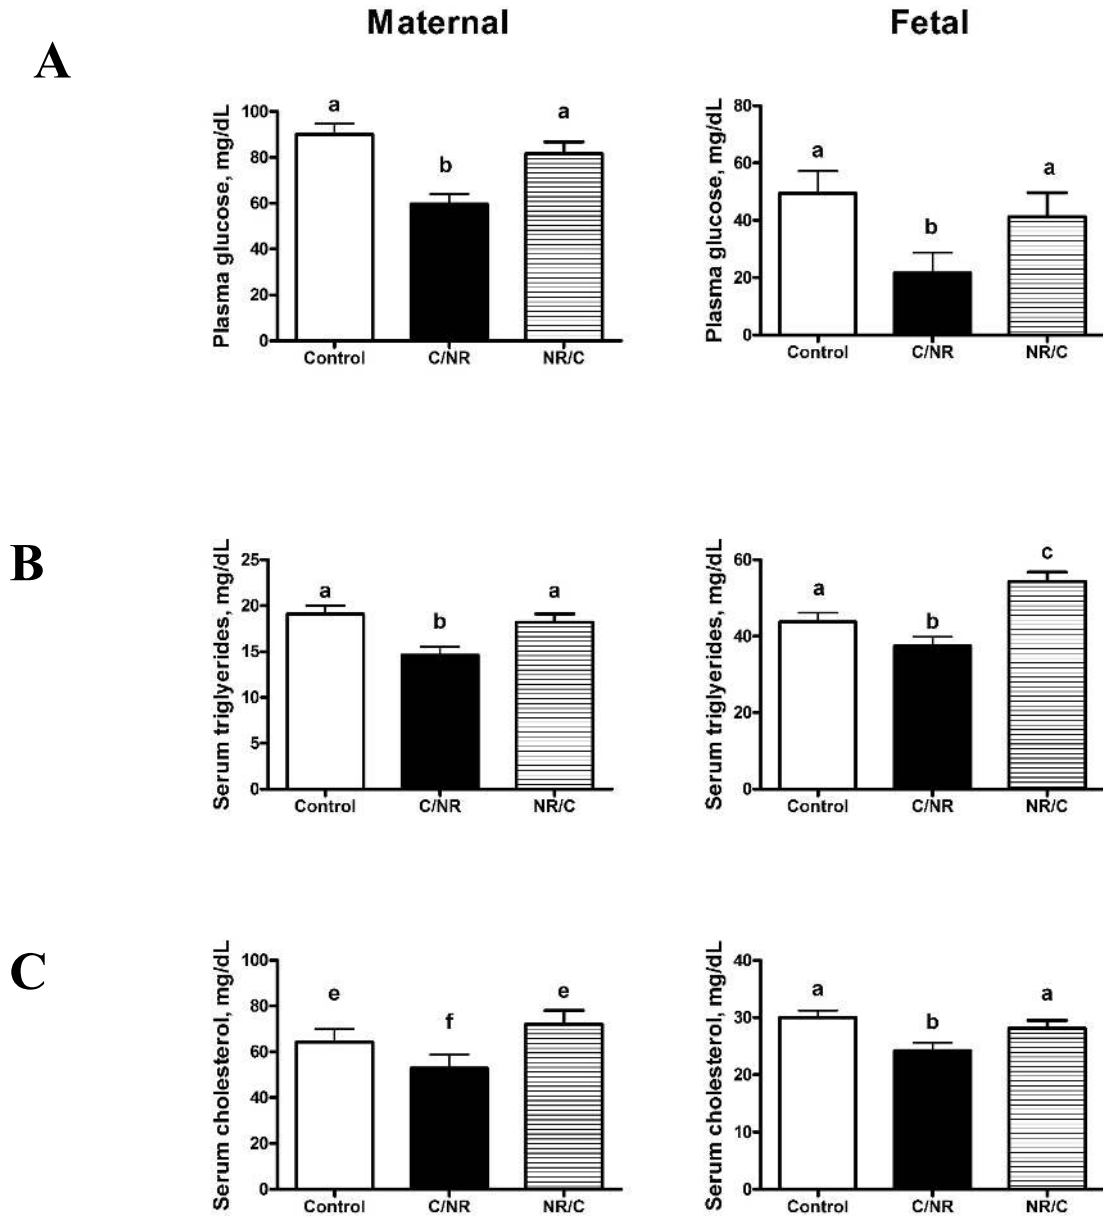 Maternal
Fetal
A
Plasma glucose, mg/dL
100
80
60
40
20
0
a
b
a
Control
C/NR
NR/C
Plasma glucose, mg/dL
80
60
40
20
0
a
b
a
Control
C/NR
NR/C
B
Serum triglyerides, mg/dL
25
20
15
10
5
0
a
b
a
Control
C/NR
NR/C
Serum triglyerides, mg/dL
60
40
20
0
a
b
c
Control
C/NR
NR/C
C
Serum cholesterol, mg/dL
100
80
60
40
20
0
e
f
e
Control
C/NR
NR/C
Serum cholesterol, mg/dL
40
30
20
10
0
a
b
a
Control
C/NR
NR/C